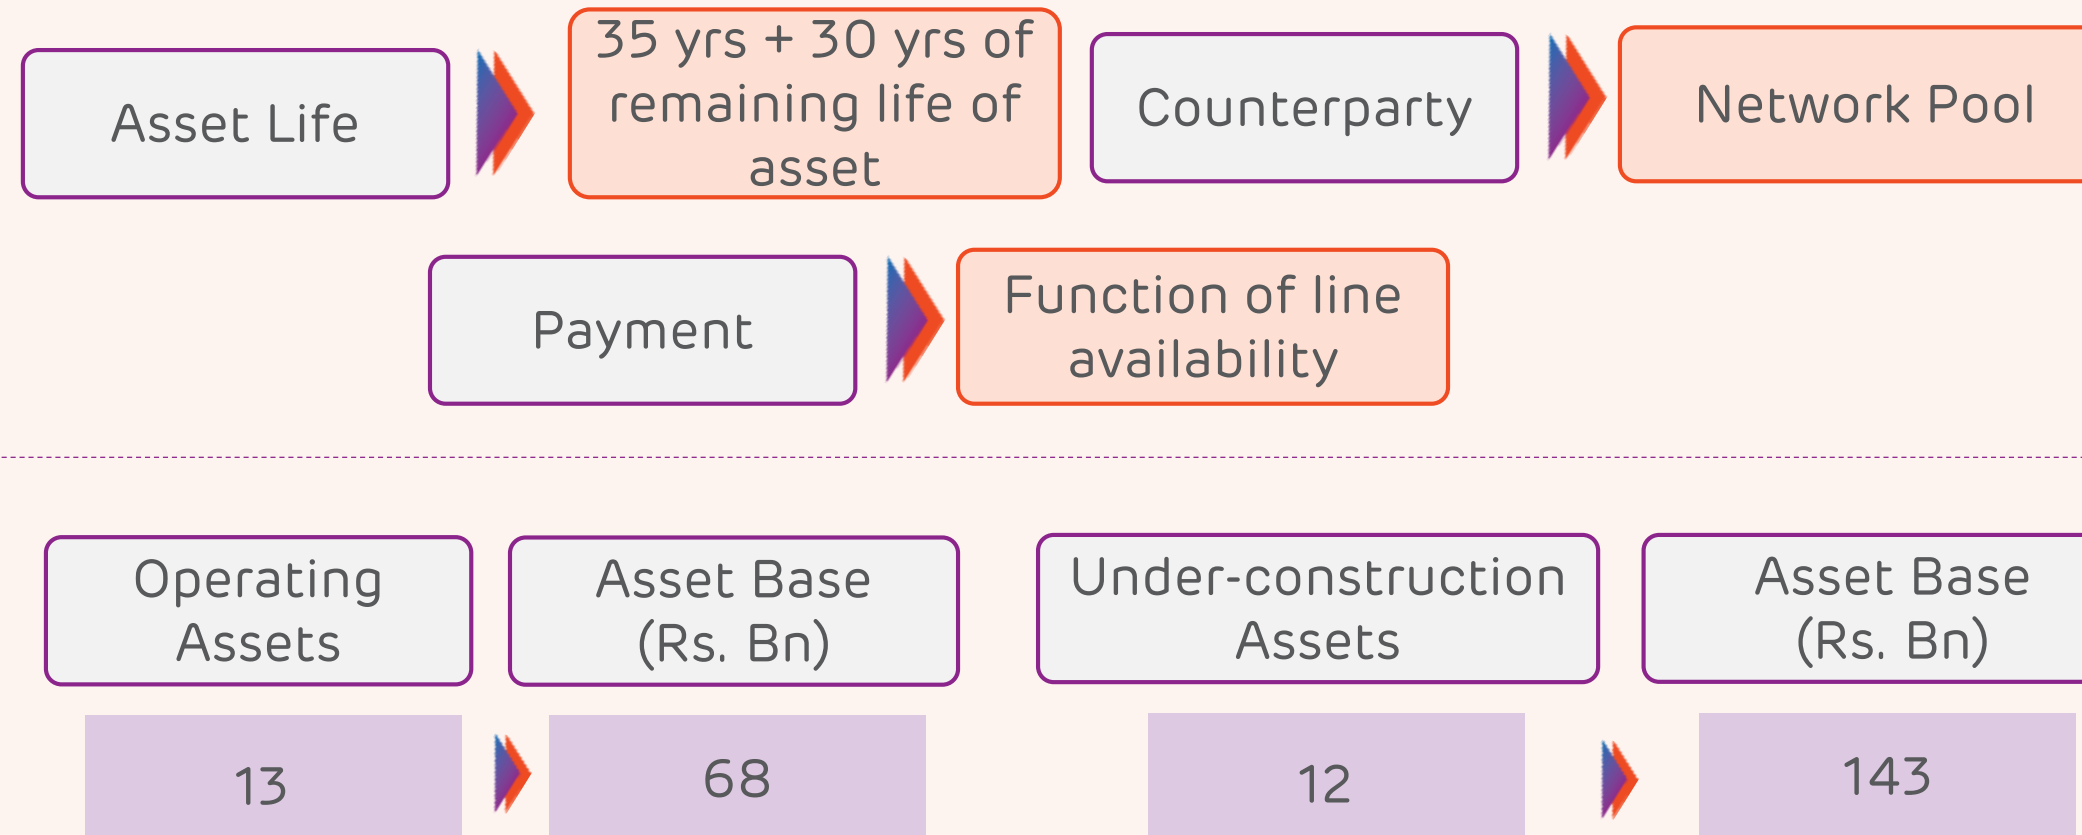 Asset Life
35 yrs + 30 yrs of
remaining life of
asset
Counterparty
Network Pool
Payment
Function of line
availability
Operating
Assets
Asset Base
(Rs. Bn)
Under-construction
Assets
Asset Base
(Rs. Bn)
13
68
12
143